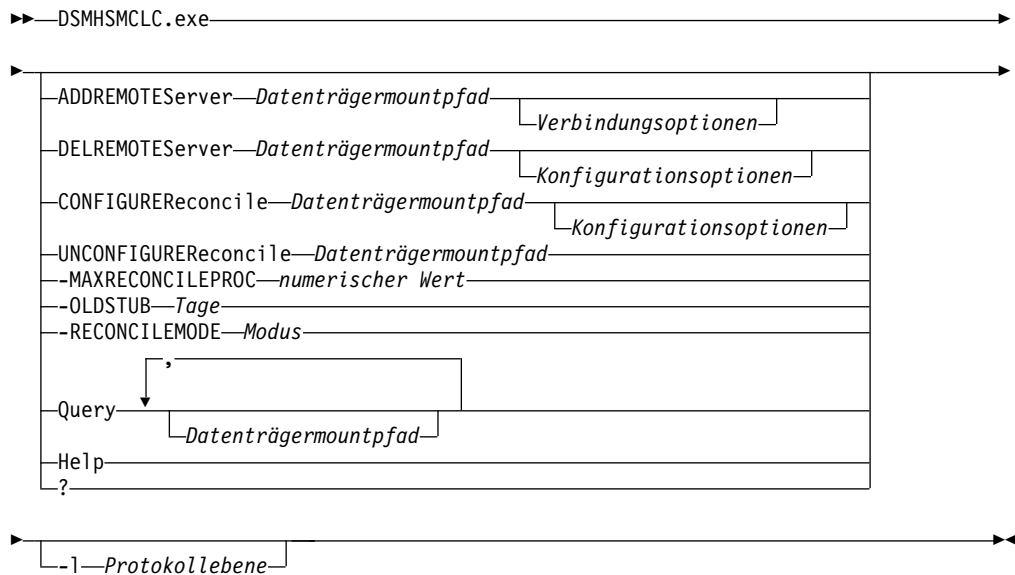 DSMHSMCLC.exe
ADDREMOTEServer Datenträgermountpfad
Verbindungsoptionen
DELREMOTEServer Datenträgermountpfad
Konfigurationsoptionen
CONFIGUREReconcile Datenträgermountpfad
Konfigurationsoptionen
UNCONFIGUREReconcile Datenträgermountpfad
-MAXRECONCILEPROC numerischer Wert
-OLDSTUB Tage
-RECONCILEMODE Modus
,
Query
Datenträgermountpfad
Help
?
-l Protokollebene